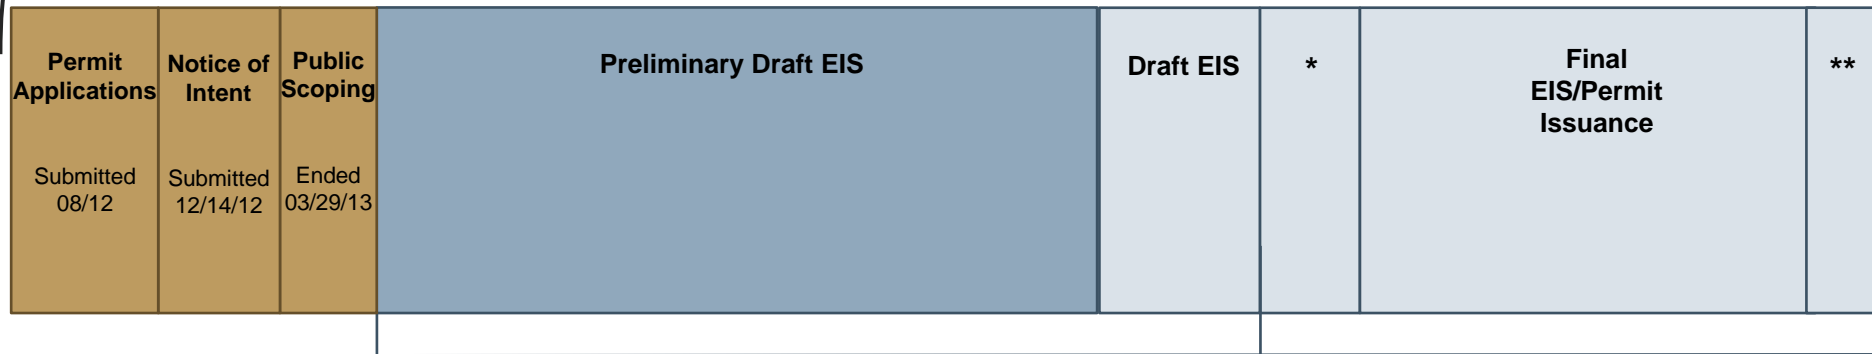 Permit
Applications
Submitted
08/12
Notice of
Intent
Submitted
12/14/12
Public
Scoping
Ended
03/29/13
Preliminary Draft EIS
Draft EIS
*
Final
EIS/Permit
Issuance
**